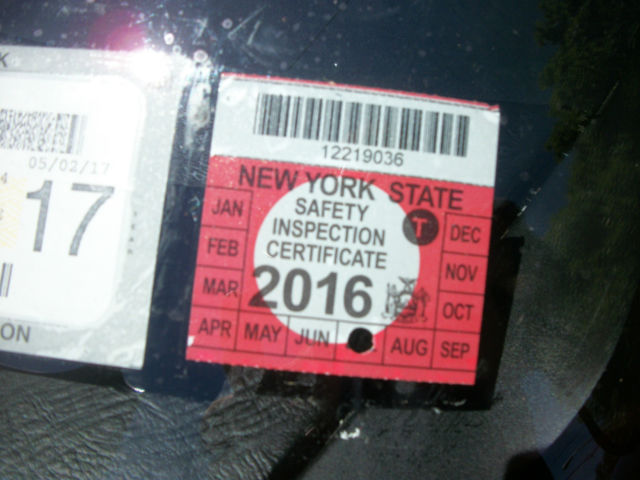 K
05/02/17
4
17
ON
12219036
NEW YORK STATE
SAFETY
INSPECTION
CERTIFICATE
2016
T
JAN
FEB
MAR
APR
MAY
JUN
AUG
SEP
OCT
NOV
DEC